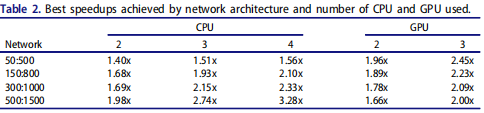 Table 2. Best speedups achieved by network architecture and number of CPU and GPU used.
CPU GPU
Network 2 3 4 2 3
50:500 1.40x 1.51x 1.56x 1.96x 2.45x
150:800 1.68x 1.93x 2.10x 1.89x 2.23x
300:1000 1.69x 2.15x 2.33x 1.78x 2.09x
500:1500 1.98x 2.74x 3.28x 1.66x 2.00x